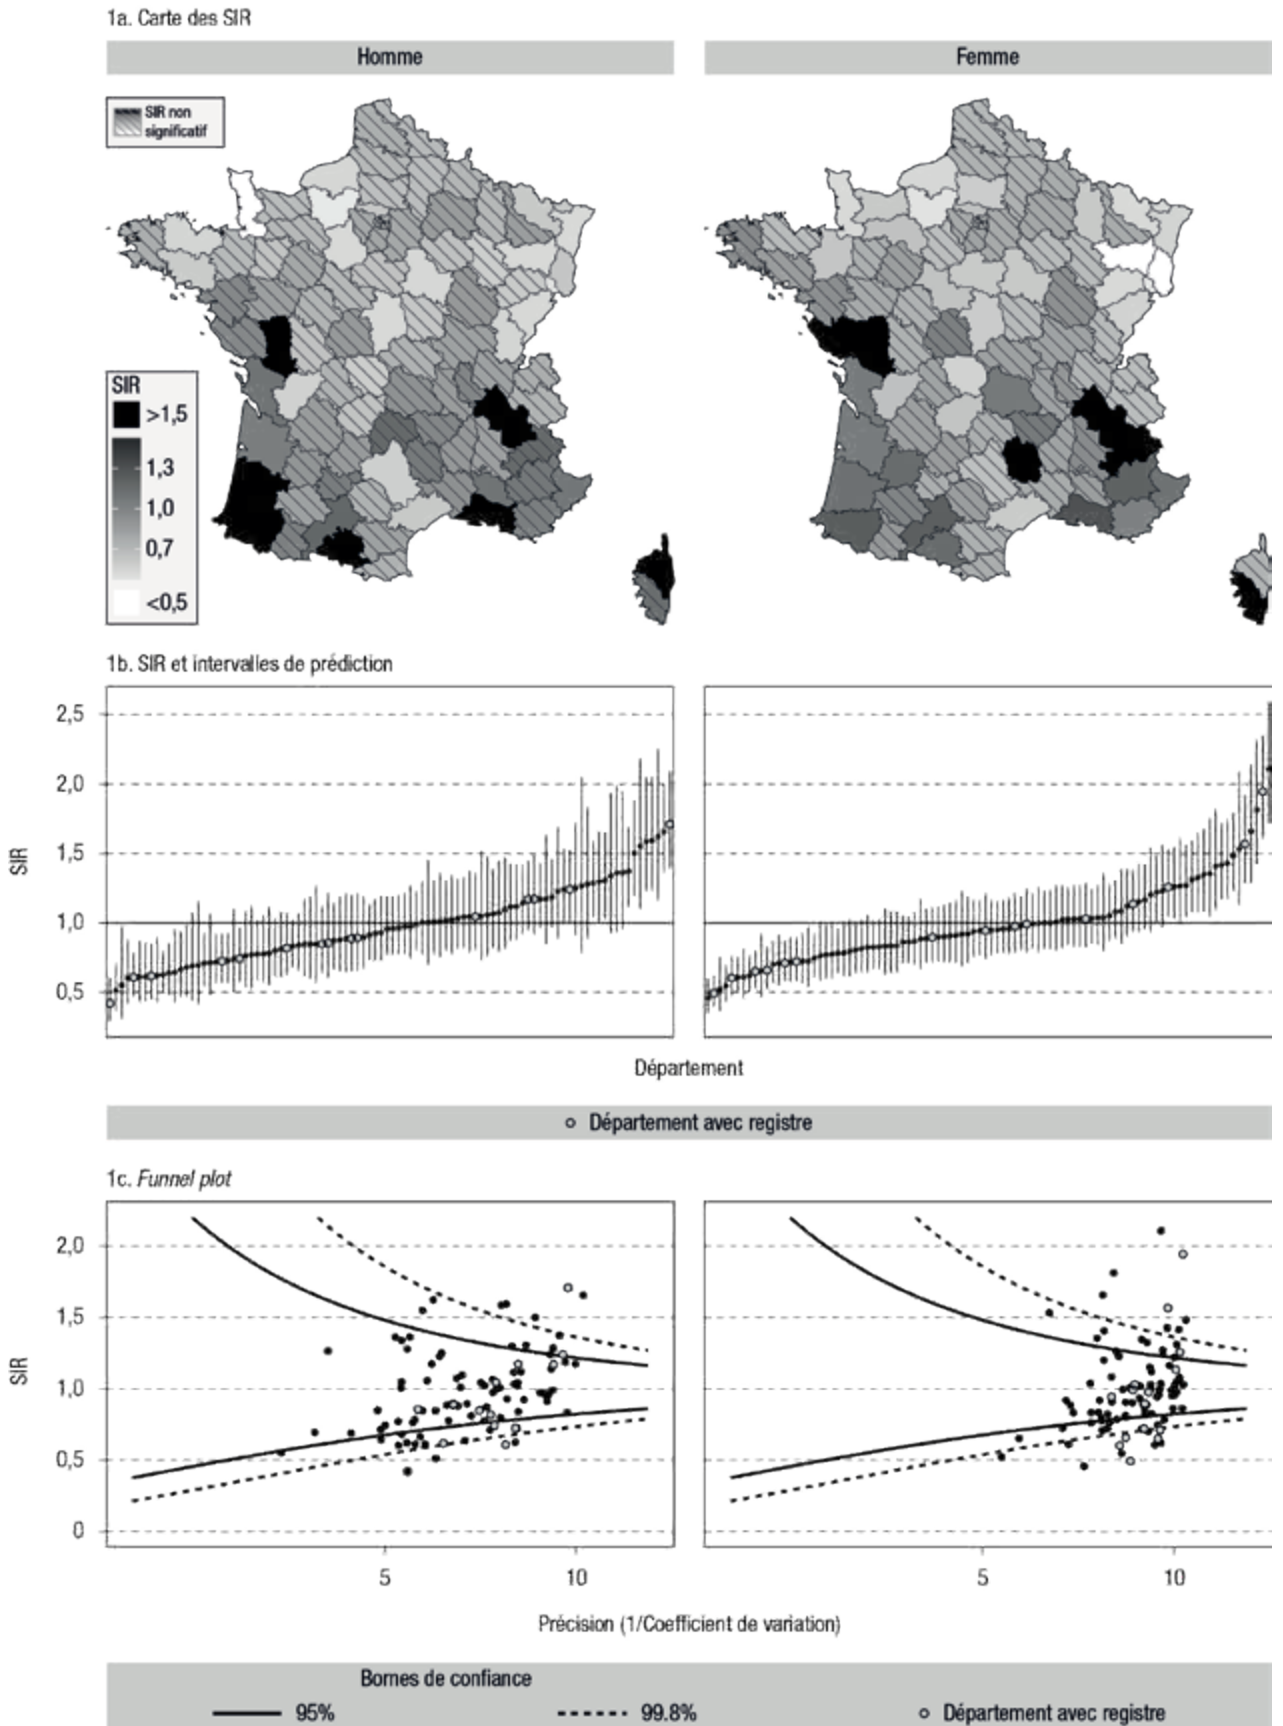 1a. Carte des SIR
Homme
Femme
SIR non
significatif
SIR
>1,5
1,3
1,0
0,7
<0,5
1b. SIR et intervalles de prédiction
2,5
2,0
1,5
1,0
0,5
SIR
Département
Département avec registre
1c. Funnel plot
2,0
1,5
1,0
0,5
0
SIR
5
10
5
10
Précision (1/Coefficient de variation)
Bornes de confiance
95%
99.8%
Département avec registre